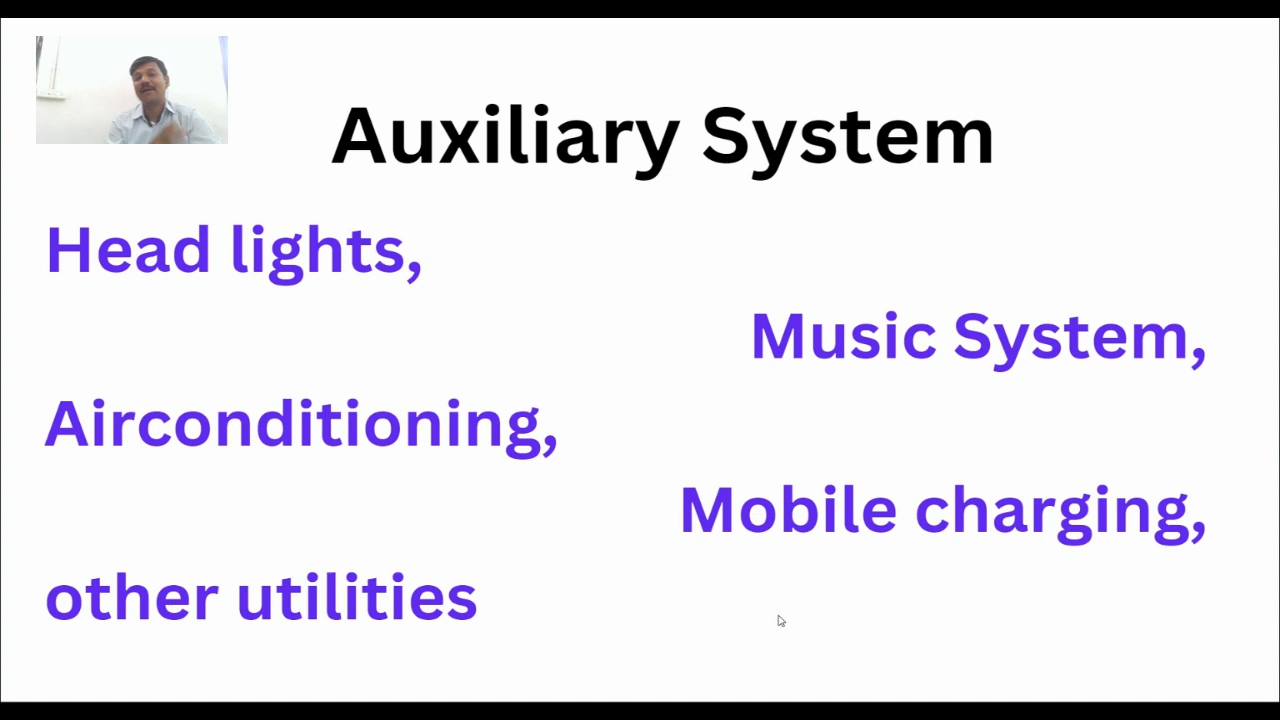 Auxiliary System
Head lights,
Music System,
Airconditioning,
Mobile charging,
other utilities